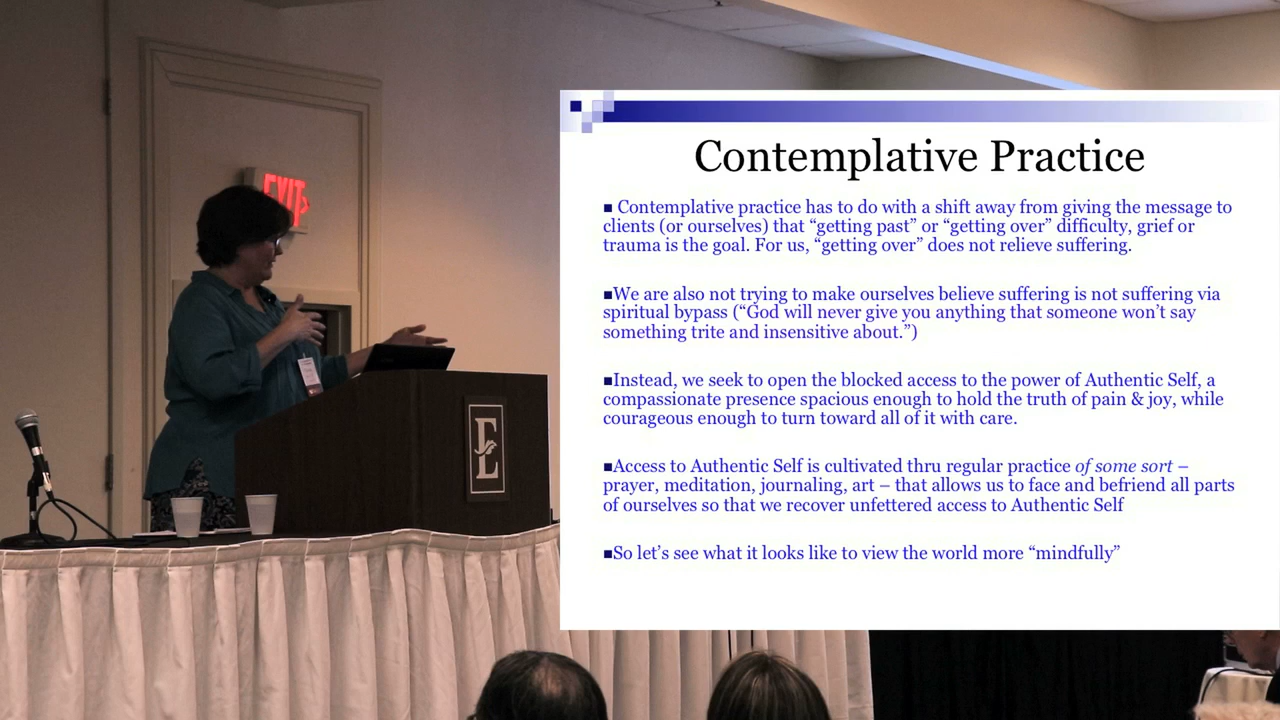 EXIT
Contemplative Practice
■ Contemplative practice has to do with a shift away from giving the message to
clients (or ourselves) that “getting past” or “getting over” difficulty, grief or
trauma is the goal. For us, “getting over” does not relieve suffering.
■We are also not trying to make ourselves believe suffering is not suffering via
spiritual bypass (“God will never give you anything that someone won’t say
something trite and insensitive about.”)
■Instead, we seek to open the blocked access to the power of Authentic Self, a
compassionate presence spacious enough to hold the truth of pain & joy, while
courageous enough to turn toward all of it with care.
■Access to Authentic Self is cultivated thru regular practice of some sort –
prayer, meditation, journaling, art – that allows us to face and befriend all parts
of ourselves so that we recover unfettered access to Authentic Self
■So let’s see what it looks like to view the world more “mindfully”
E
L